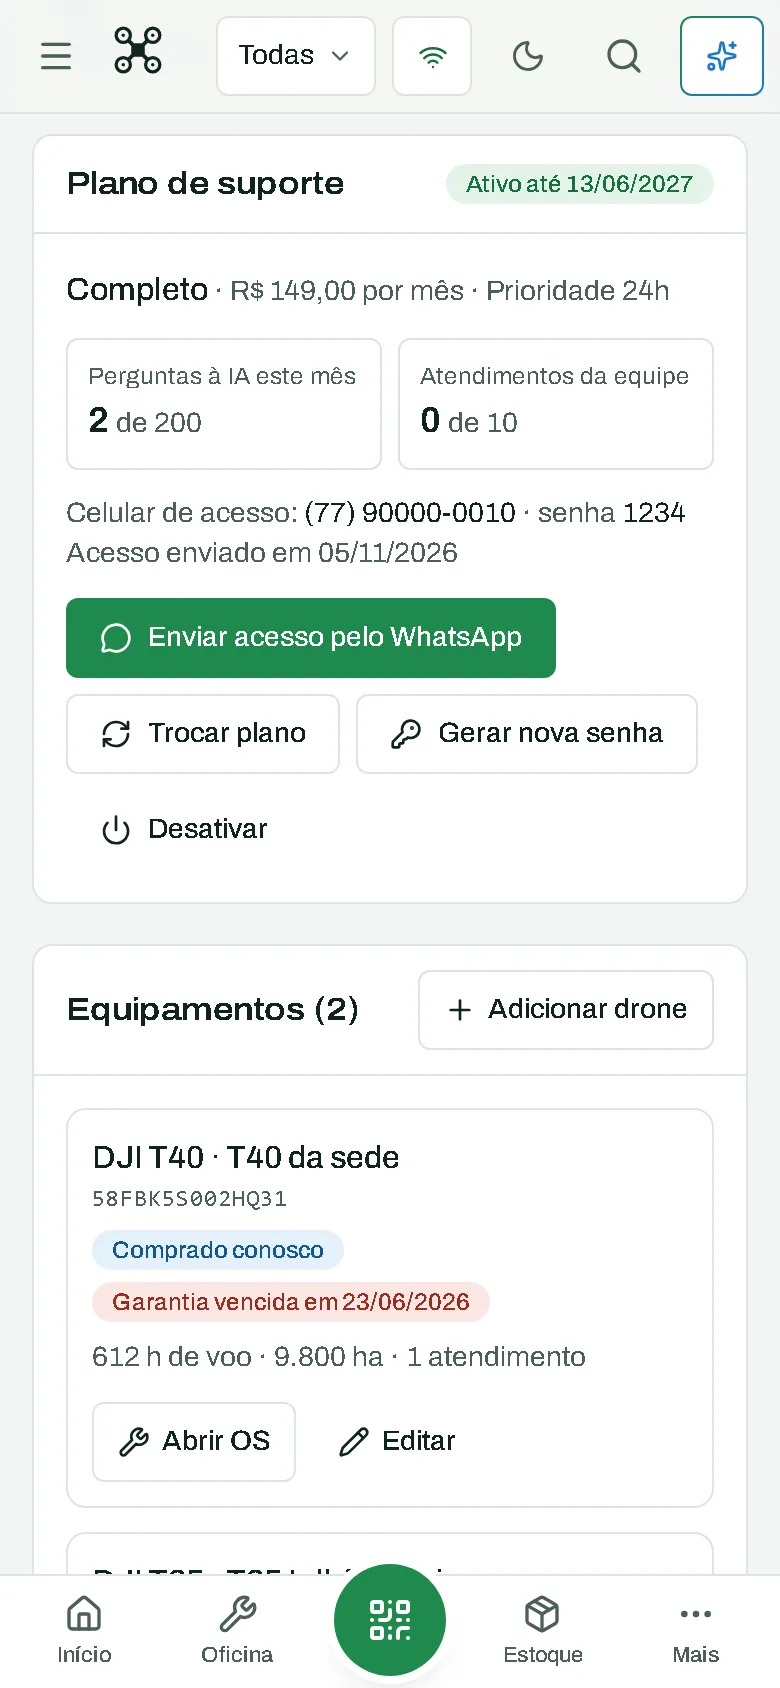 Todas
Plano de suporte
Ativo até 13/06/2027
Completo · R$ 149,00 por mês · Prioridade 24h
Perguntas à IA este mês
2 de 200
Atendimentos da equipe
0 de 10
Celular de acesso: (77) 90000-0010 · senha 1234
Acesso enviado em 05/11/2026
Enviar acesso pelo WhatsApp
Trocar plano
Gerar nova senha
Desativar
Equipamentos (2)
Adicionar drone
DJI T40 · T40 da sede
58FBK5S002HQ31
Comprado conosco
Garantia vencida em 23/06/2026
612 h de voo · 9.800 ha · 1 atendimento
Abrir OS
Editar
Início
Oficina
Estoque
Mais